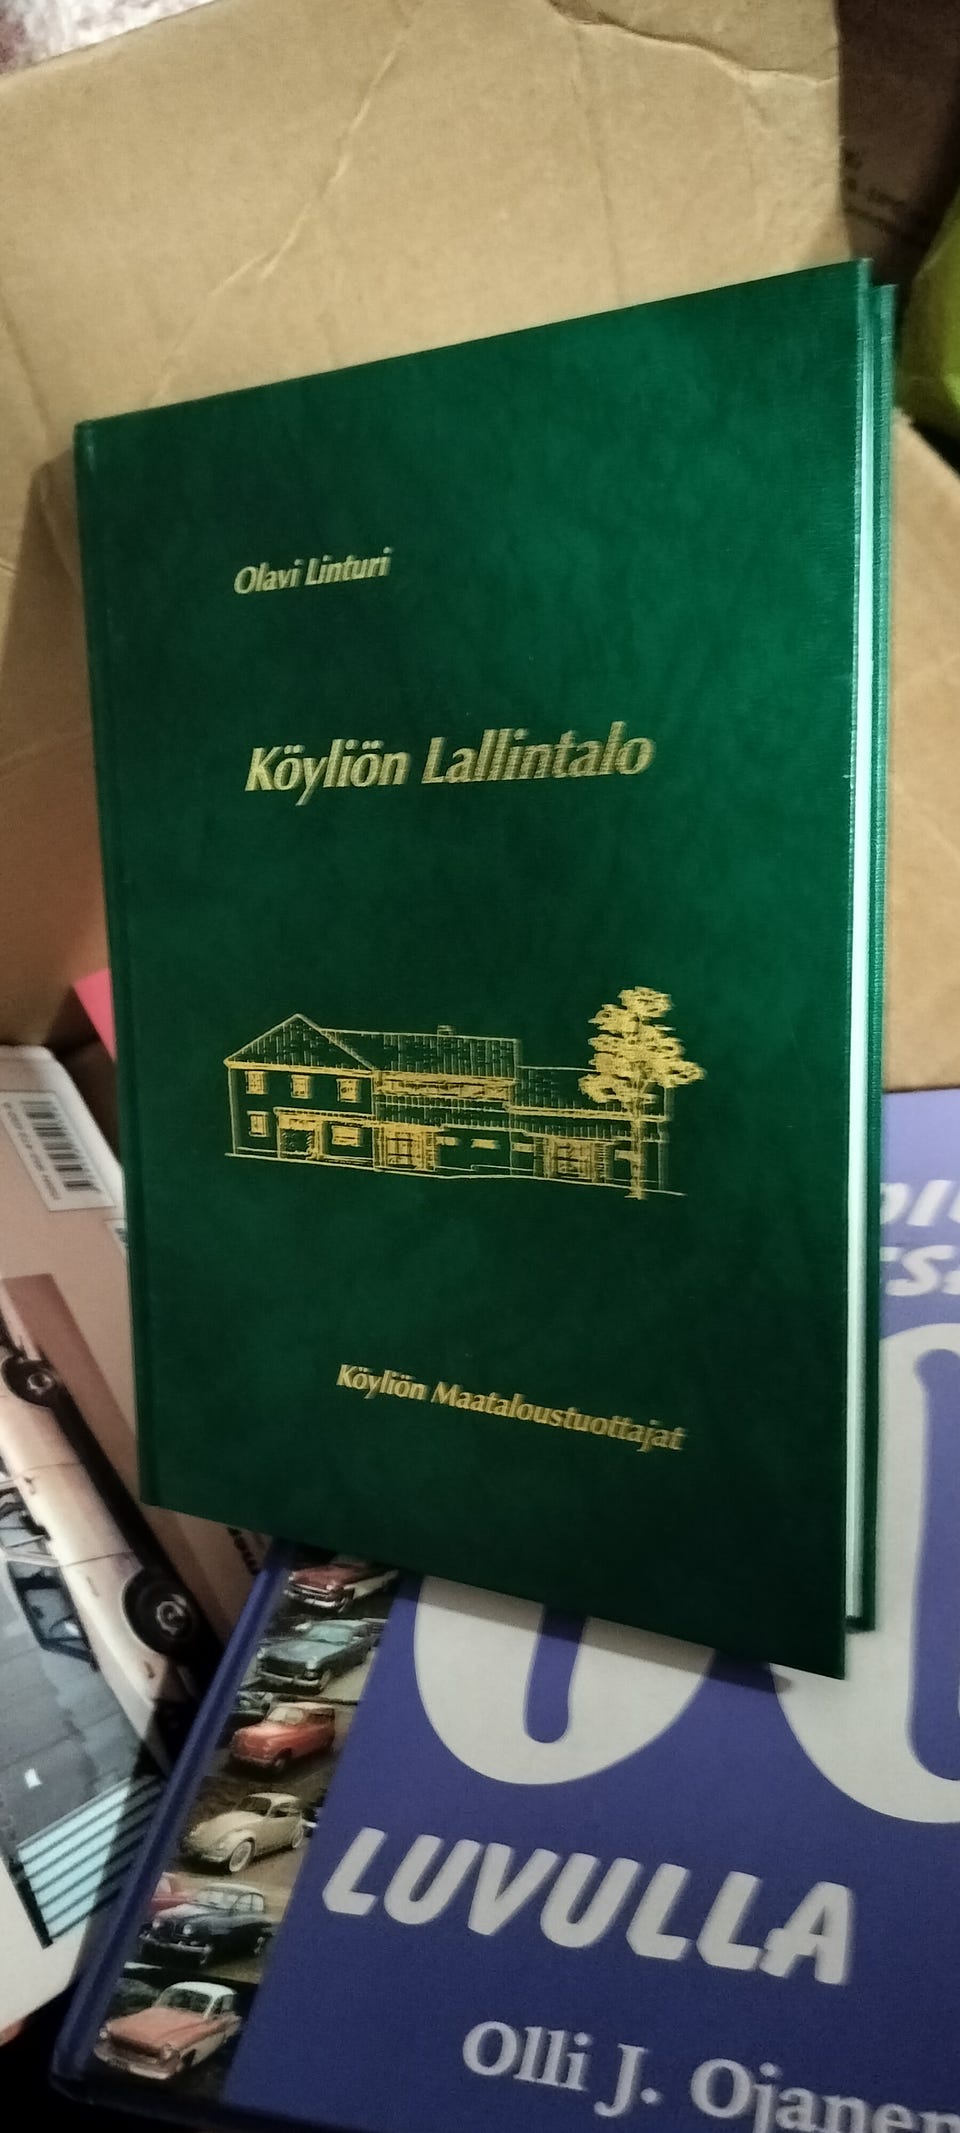 Olavi Linturi
Köyliön Lallintalo
Köyliön Maataloustuottajat
LUVULLA
Olli J. Ojanen